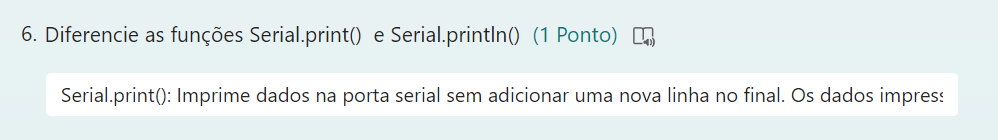 6. Diferencie as funções Serial.print() e Serial.println() (1 Ponto)
Serial.print(): Imprime dados na porta serial sem adicionar uma nova linha no final. Os dados